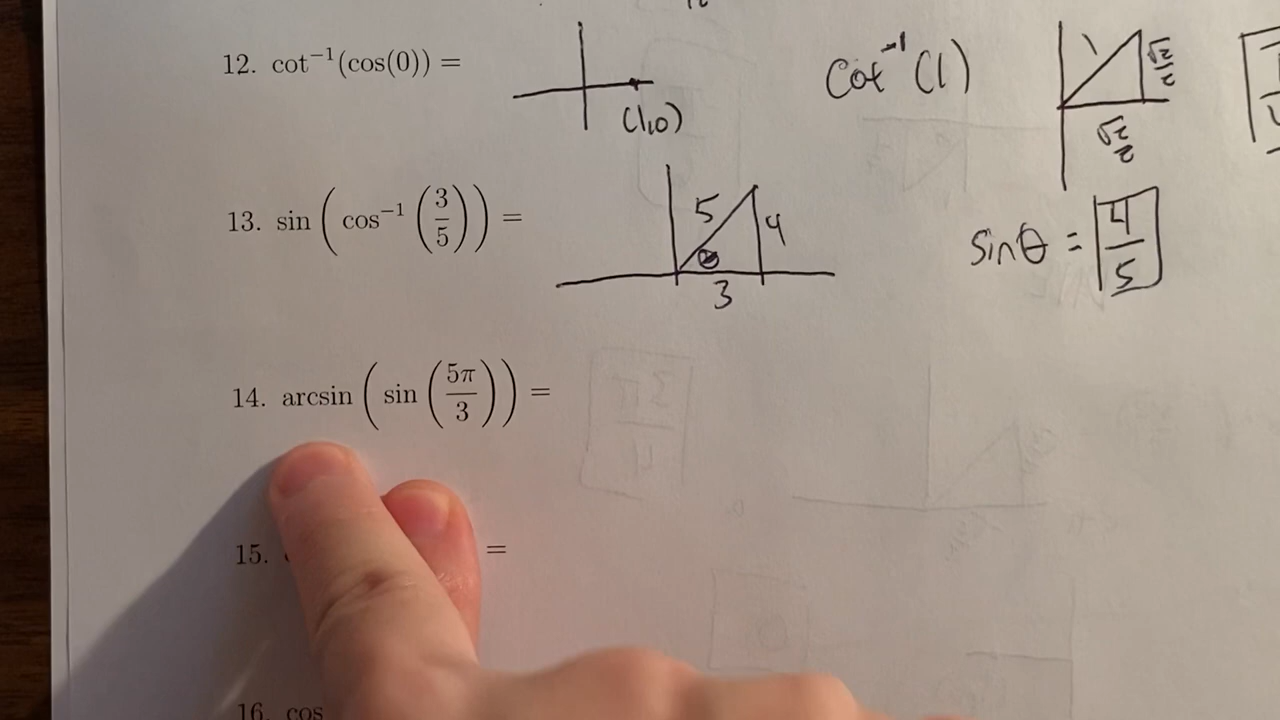 12. cot⁻¹(cos(0)) =
(1,0)
Cot⁻¹(1)
1
√2/2
√2/2
13. sin(cos⁻¹(3/5)) =
5
4
θ
3
sinθ = 4/5
14. arcsin(sin(5π/3)) =
15.
=
16. cos